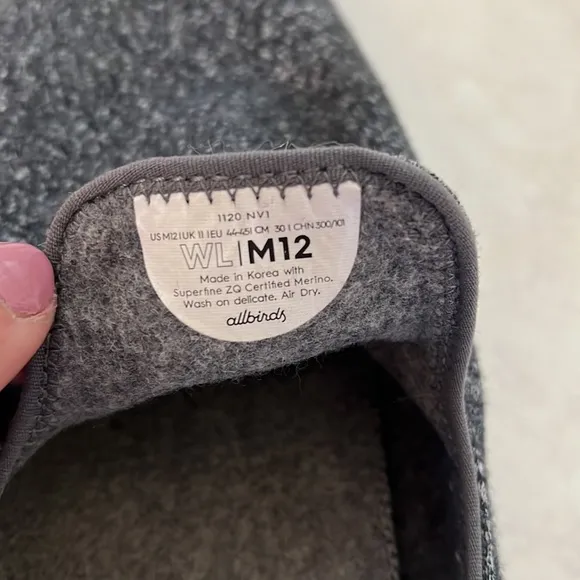 1120 NV1
US M12 | UK 11 | EU 44-45 | CM 30 | CHN 300/101
WL | M12
Made in Korea with
Superfine ZQ Certified Merino.
Wash on delicate. Air Dry.
allbirds